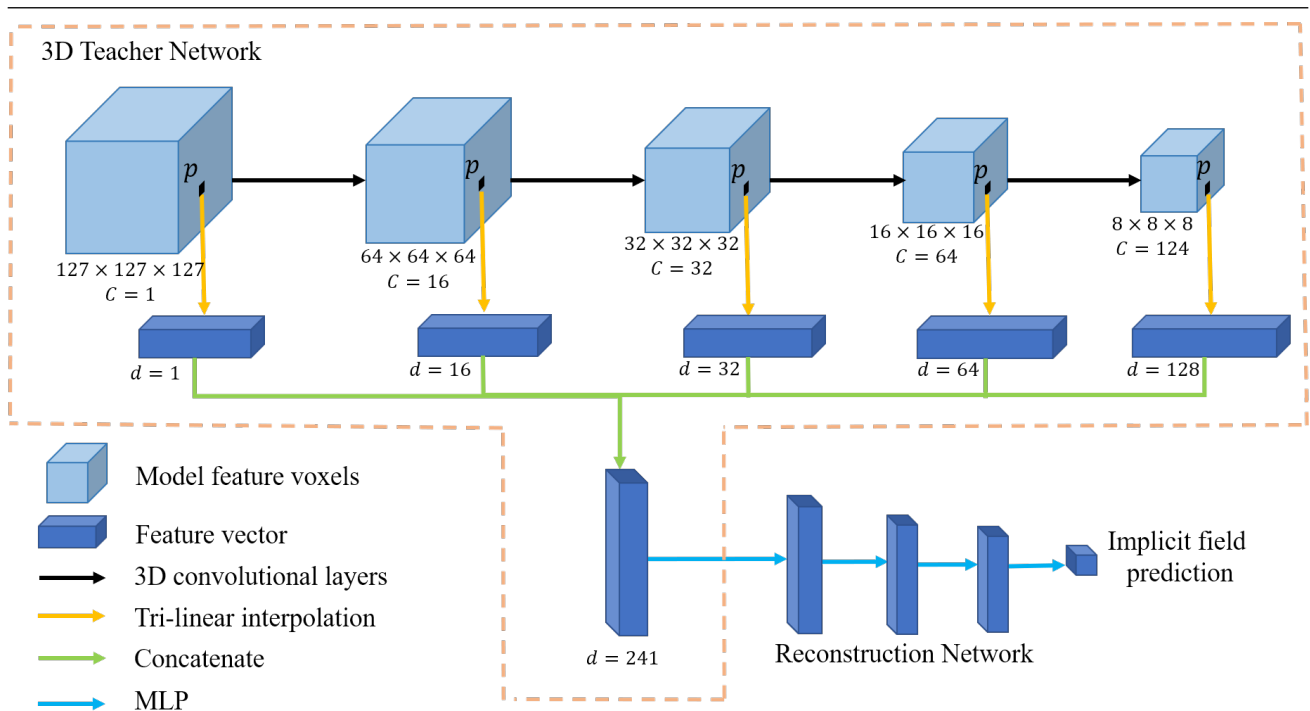 3D Teacher Network
p
p
p
p
p
127 × 127 × 127
C = 1
64 × 64 × 64
C = 16
32 × 32 × 32
C = 32
16 × 16 × 16
C = 64
8 × 8 × 8
C = 124
d = 1
d = 16
d = 32
d = 64
d = 128
Model feature voxels
Feature vector
3D convolutional layers
Tri-linear interpolation
Concatenate
MLP
d = 241
Reconstruction Network
Implicit field
prediction